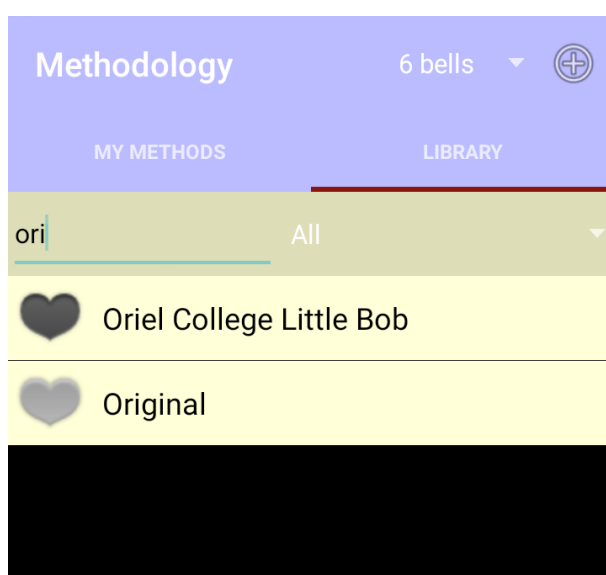 Methodology 6 bells
MY METHODS LIBRARY
ori All
Oriel College Little Bob
Original